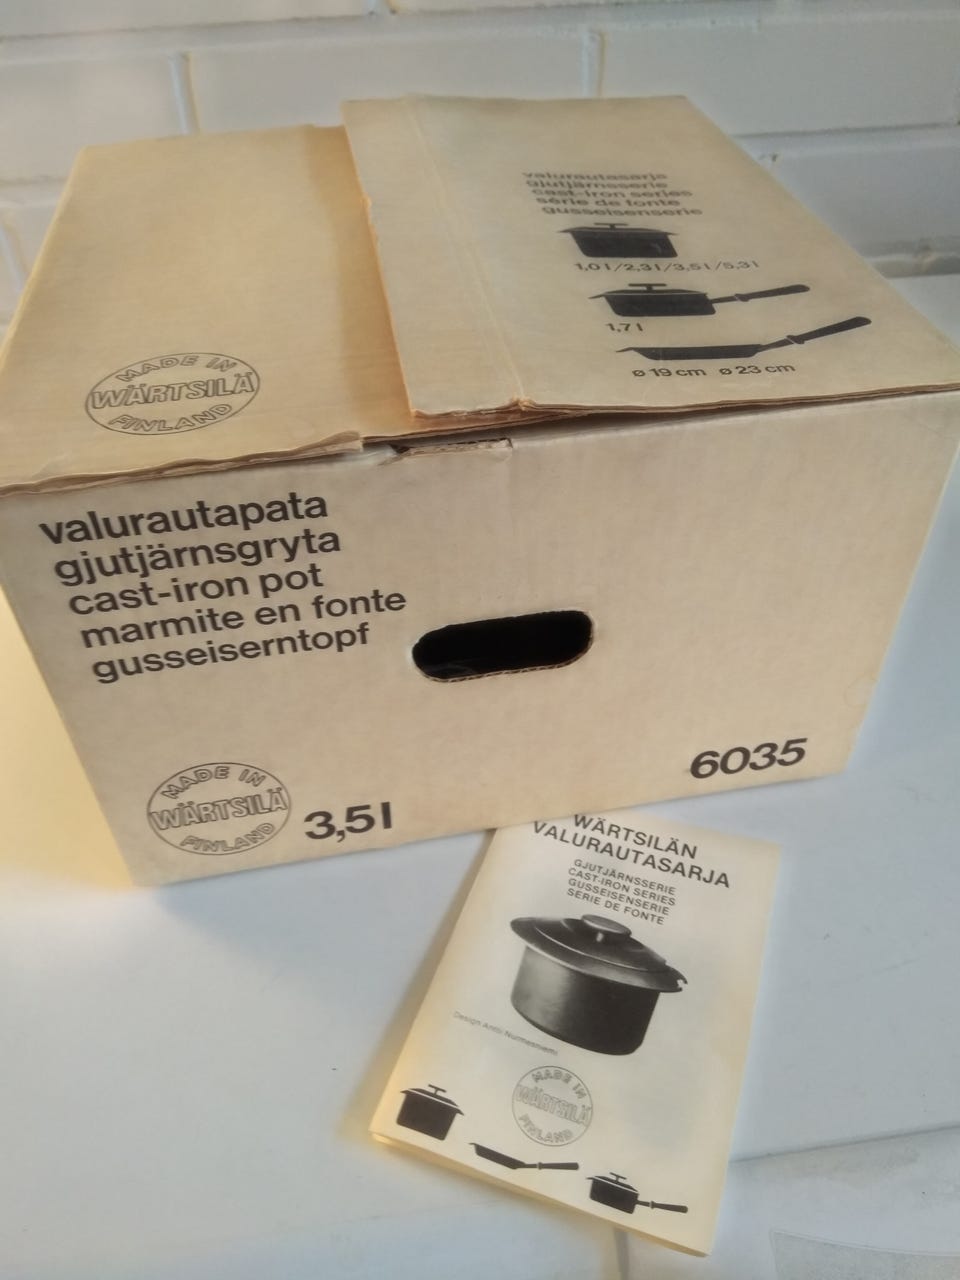 valurautasarja
gjutjärnsserie
cast-iron series
série de fonte
gusseisenserie
1,0 l/2,3 l/3,5 l/5,3 l
1,7 l
ø 19 cm ø 23 cm
MADE IN
WÄRTSILÄ
FINLAND
valurautapata
gjutjärnsgryta
cast-iron pot
marmite en fonte
gusseiserntopf
MADE IN
WÄRTSILÄ
FINLAND
3,5 l
6035
WÄRTSILÄN
VALURAUTASARJA
GJUTJÄRNSSERIE
CAST-IRON SERIES
GUSSEISENSERIE
SERIE DE FONTE
Design Antti Nurmesniemi
MADE IN
WÄRTSILÄ
FINLAND